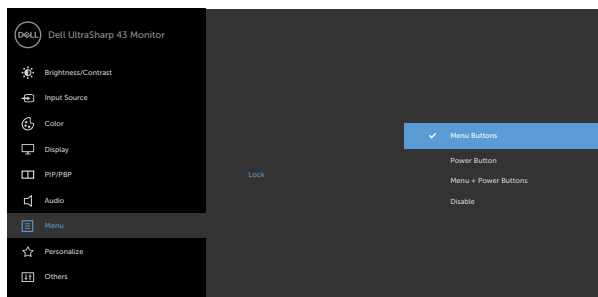 DELL
Dell UltraSharp 43 Monitor
Brightness/Contrast
Input Source
Color
Display
PIP/PBP
Audio
Menu
Personalize
Others
Lock
Menu Buttons
Power Button
Menu + Power Buttons
Disable